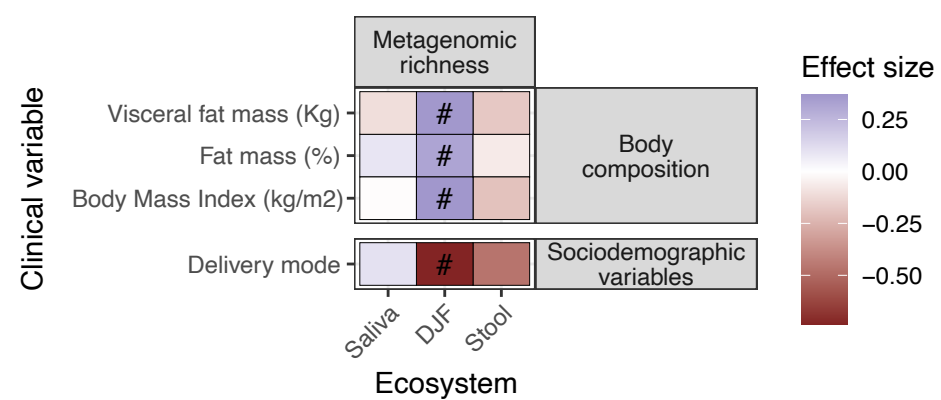 Metagenomic
richness
Clinical variable
Visceral fat mass (Kg)
Fat mass (%)
Body Mass Index (kg/m2)
Delivery mode
#
#
#
#
Body
composition
Sociodemographic
variables
Saliva
DJF
Stool
Ecosystem
Effect size
0.25
0.00
−0.25
−0.50